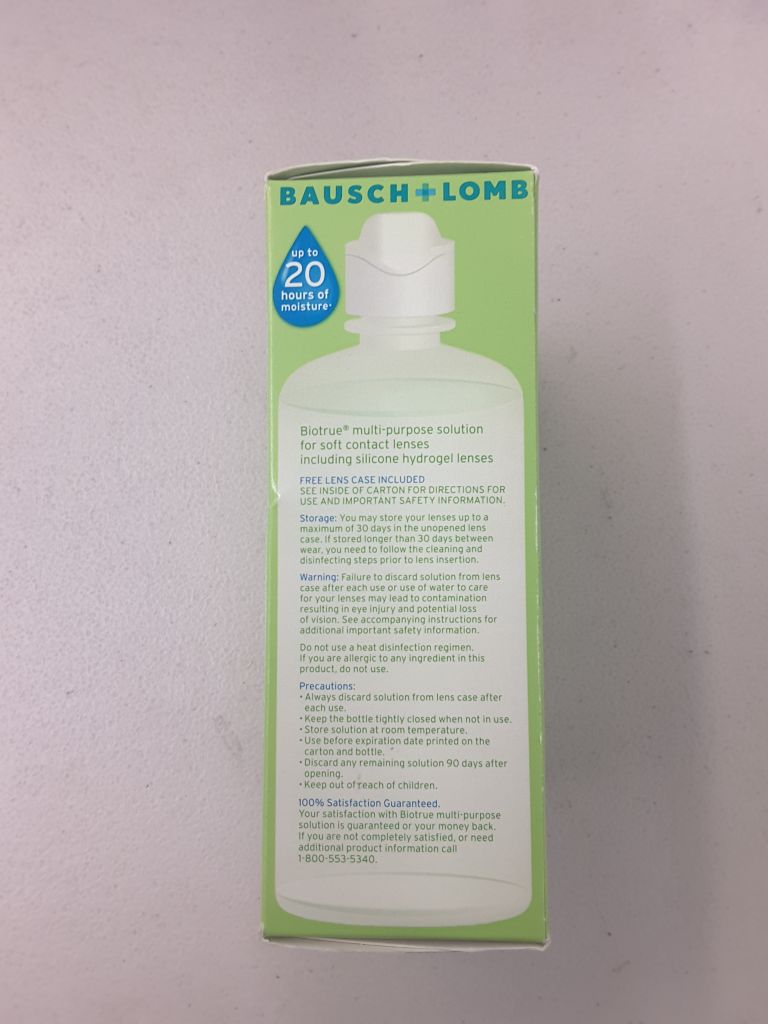 BAUSCH + LOMB
up to
20
hours of
moisture*
Biotrue® multi-purpose solution
for soft contact lenses
including silicone hydrogel lenses
FREE LENS CASE INCLUDED
SEE INSIDE OF CARTON FOR DIRECTIONS FOR
USE AND IMPORTANT SAFETY INFORMATION.
Storage: You may store your lenses up to a
maximum of 30 days in the unopened lens
case. If stored longer than 30 days between
wear, you need to follow the cleaning and
disinfecting steps prior to lens insertion.
Warning: Failure to discard solution from lens
case after each use or use of water to care
for your lenses may lead to contamination
resulting in eye injury and potential loss
of vision. See accompanying instructions for
additional important safety information.
Do not use a heat disinfection regimen.
If you are allergic to any ingredient in this
product, do not use.
Precautions:
• Always discard solution from lens case after
each use.
• Keep the bottle tightly closed when not in use.
• Store solution at room temperature.
• Use before expiration date printed on the
carton and bottle.
• Discard any remaining solution 90 days after
opening.
• Keep out of reach of children.
100% Satisfaction Guaranteed.
Your satisfaction with Biotrue multi-purpose
solution is guaranteed or your money back.
If you are not completely satisfied, or need
additional product information call
1-800-553-5340.